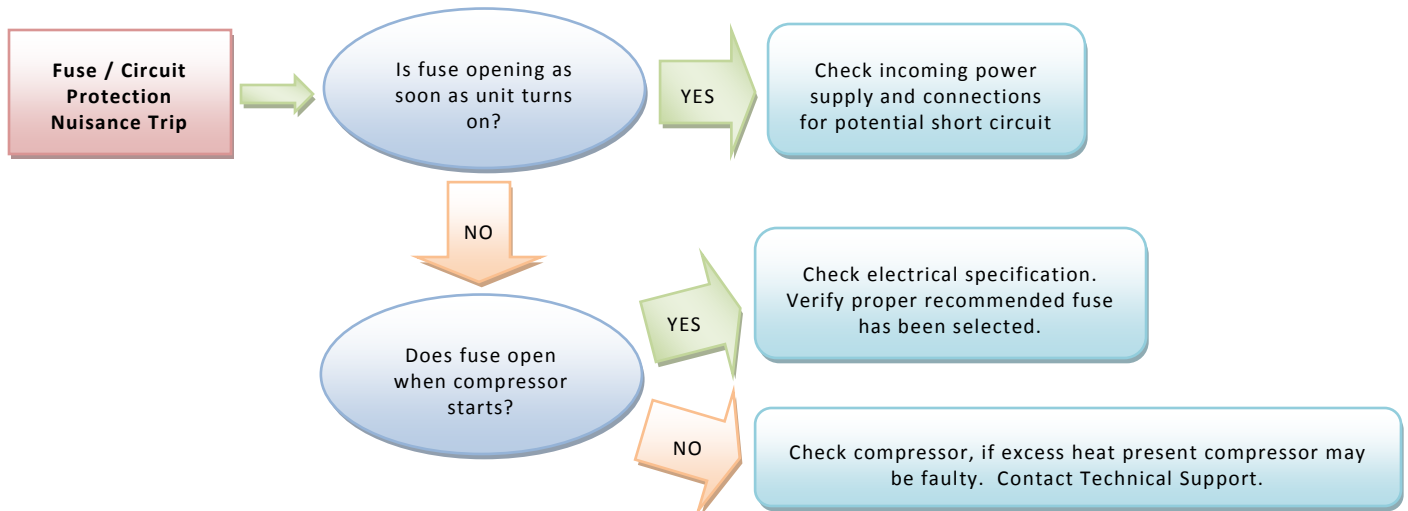 Fuse / Circuit
Protection
Nuisance Trip
Is fuse opening as
soon as unit turns
on?
YES
Check incoming power
supply and connections
for potential short circuit
NO
Does fuse open
when compressor
starts?
YES
Check electrical specification.
Verify proper recommended fuse
has been selected.
NO
Check compressor, if excess heat present compressor may
be faulty.  Contact Technical Support.